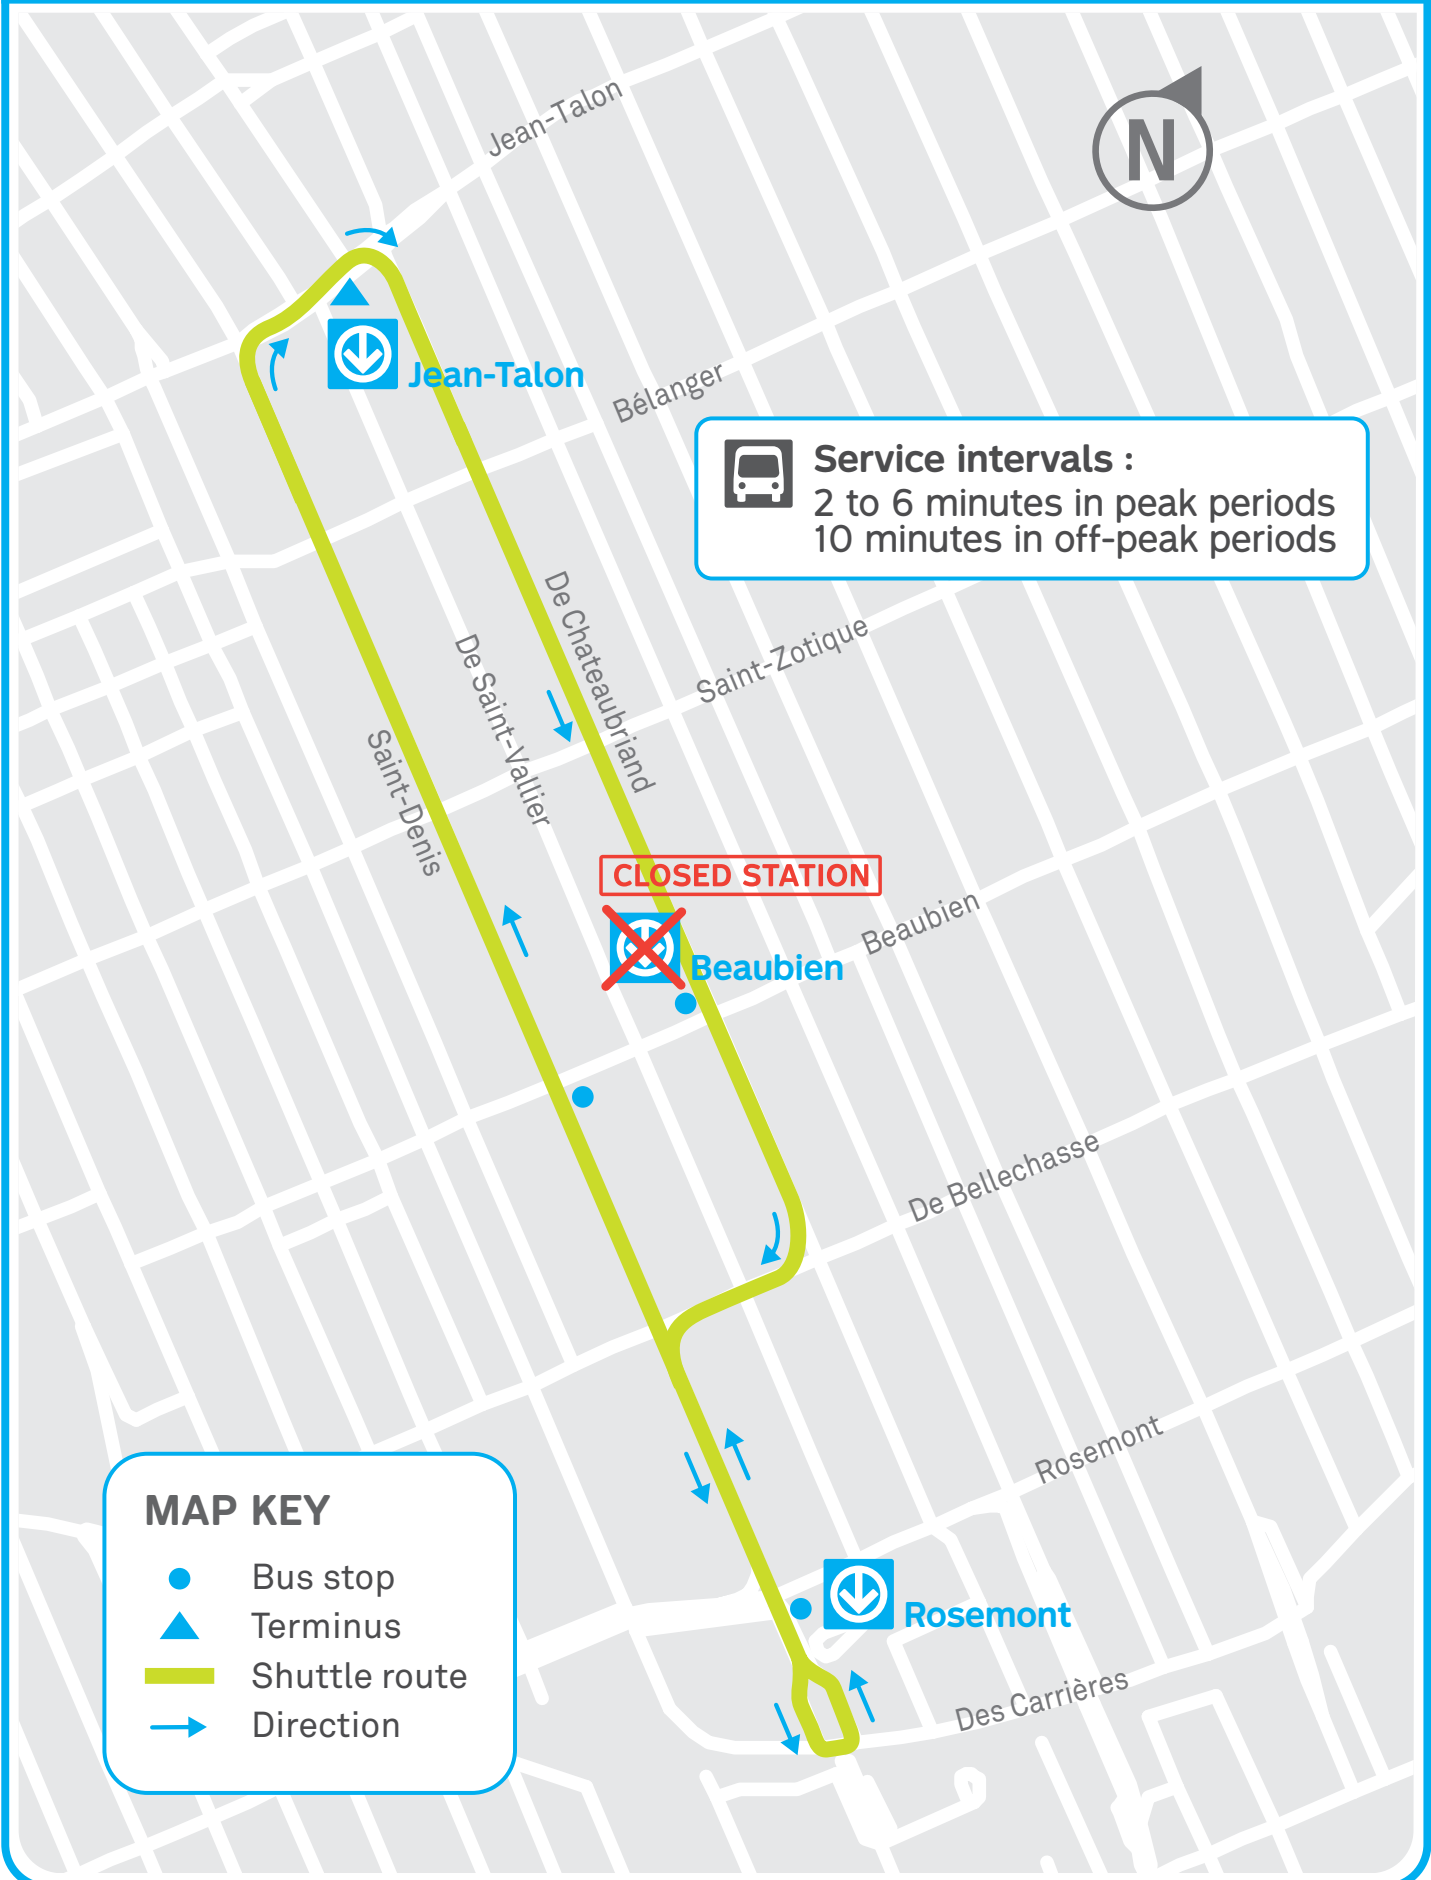 Jean-Talon
N
Jean-Talon
Bélanger
Service intervals :
2 to 6 minutes in peak periods
10 minutes in off-peak periods
De Chateaubriand
De Saint-Vallier
Saint-Zotique
Saint-Denis
CLOSED STATION
Beaubien
Beaubien
De Bellechasse
Rosemont
MAP KEY
Bus stop
Terminus
Shuttle route
Direction
Rosemont
Des Carrières